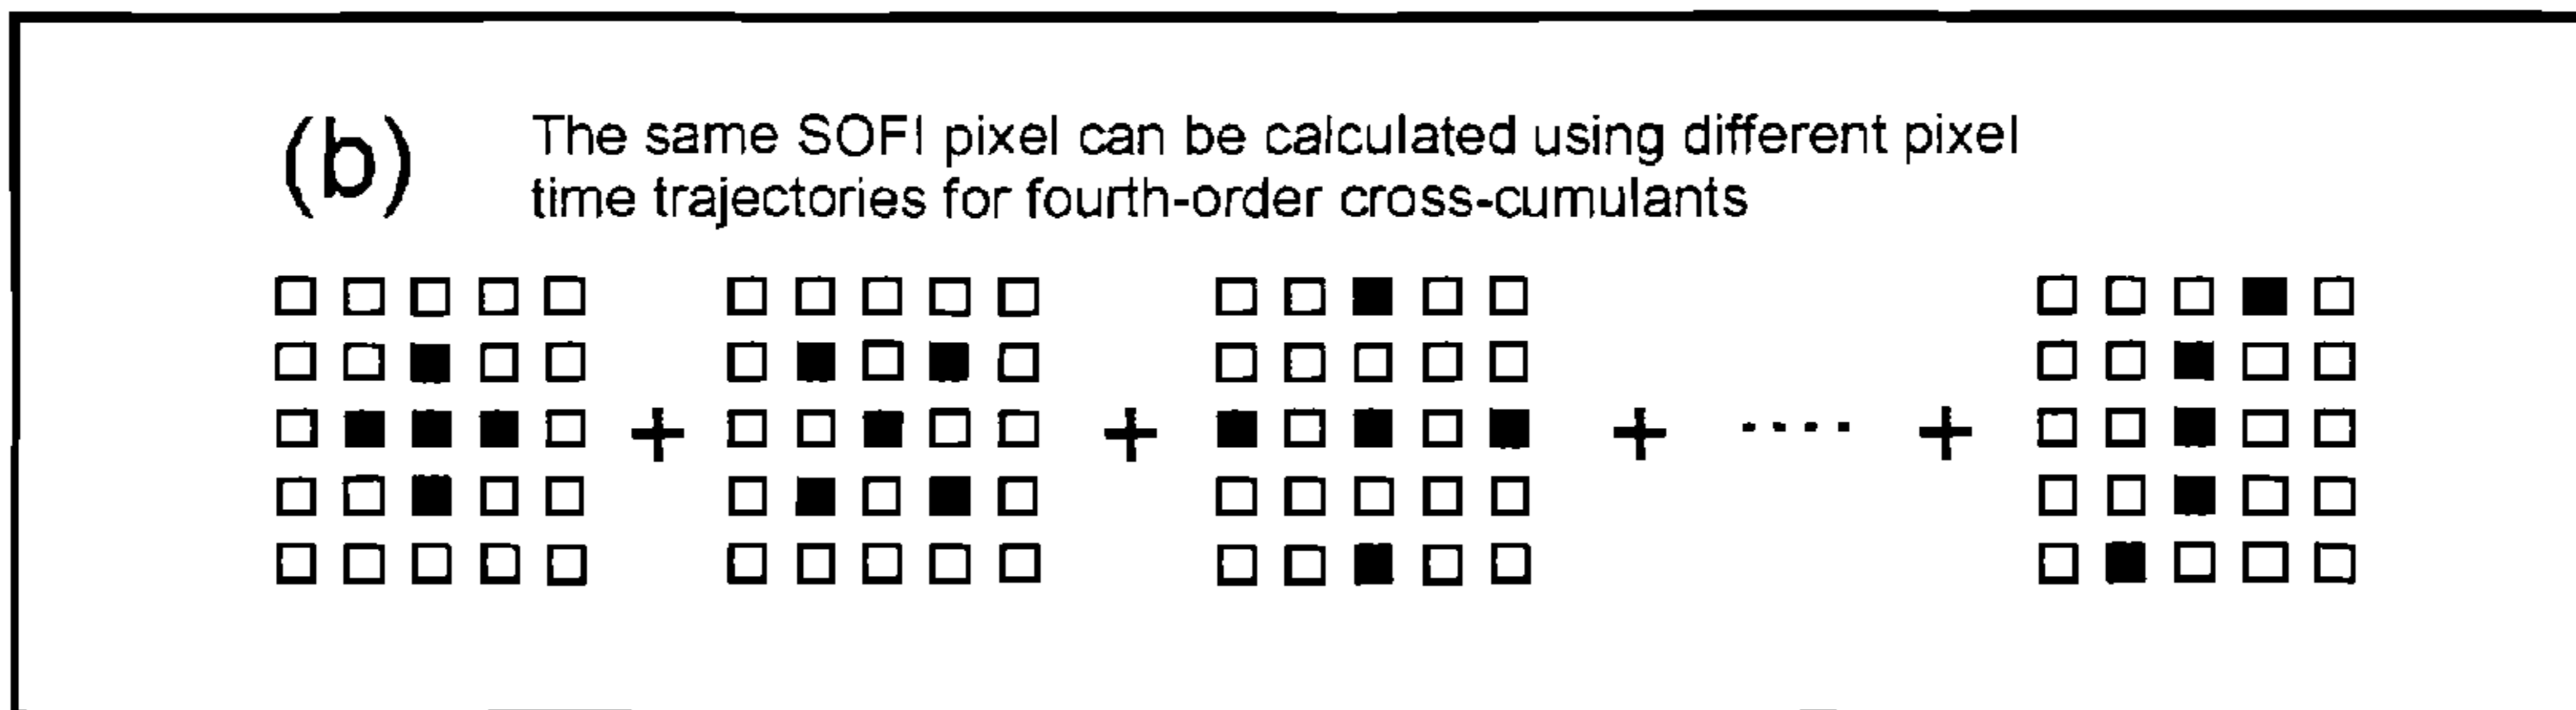 (b) The same SOFI pixel can be calculated using different pixel
time trajectories for fourth-order cross-cumulants
+ + + .... +